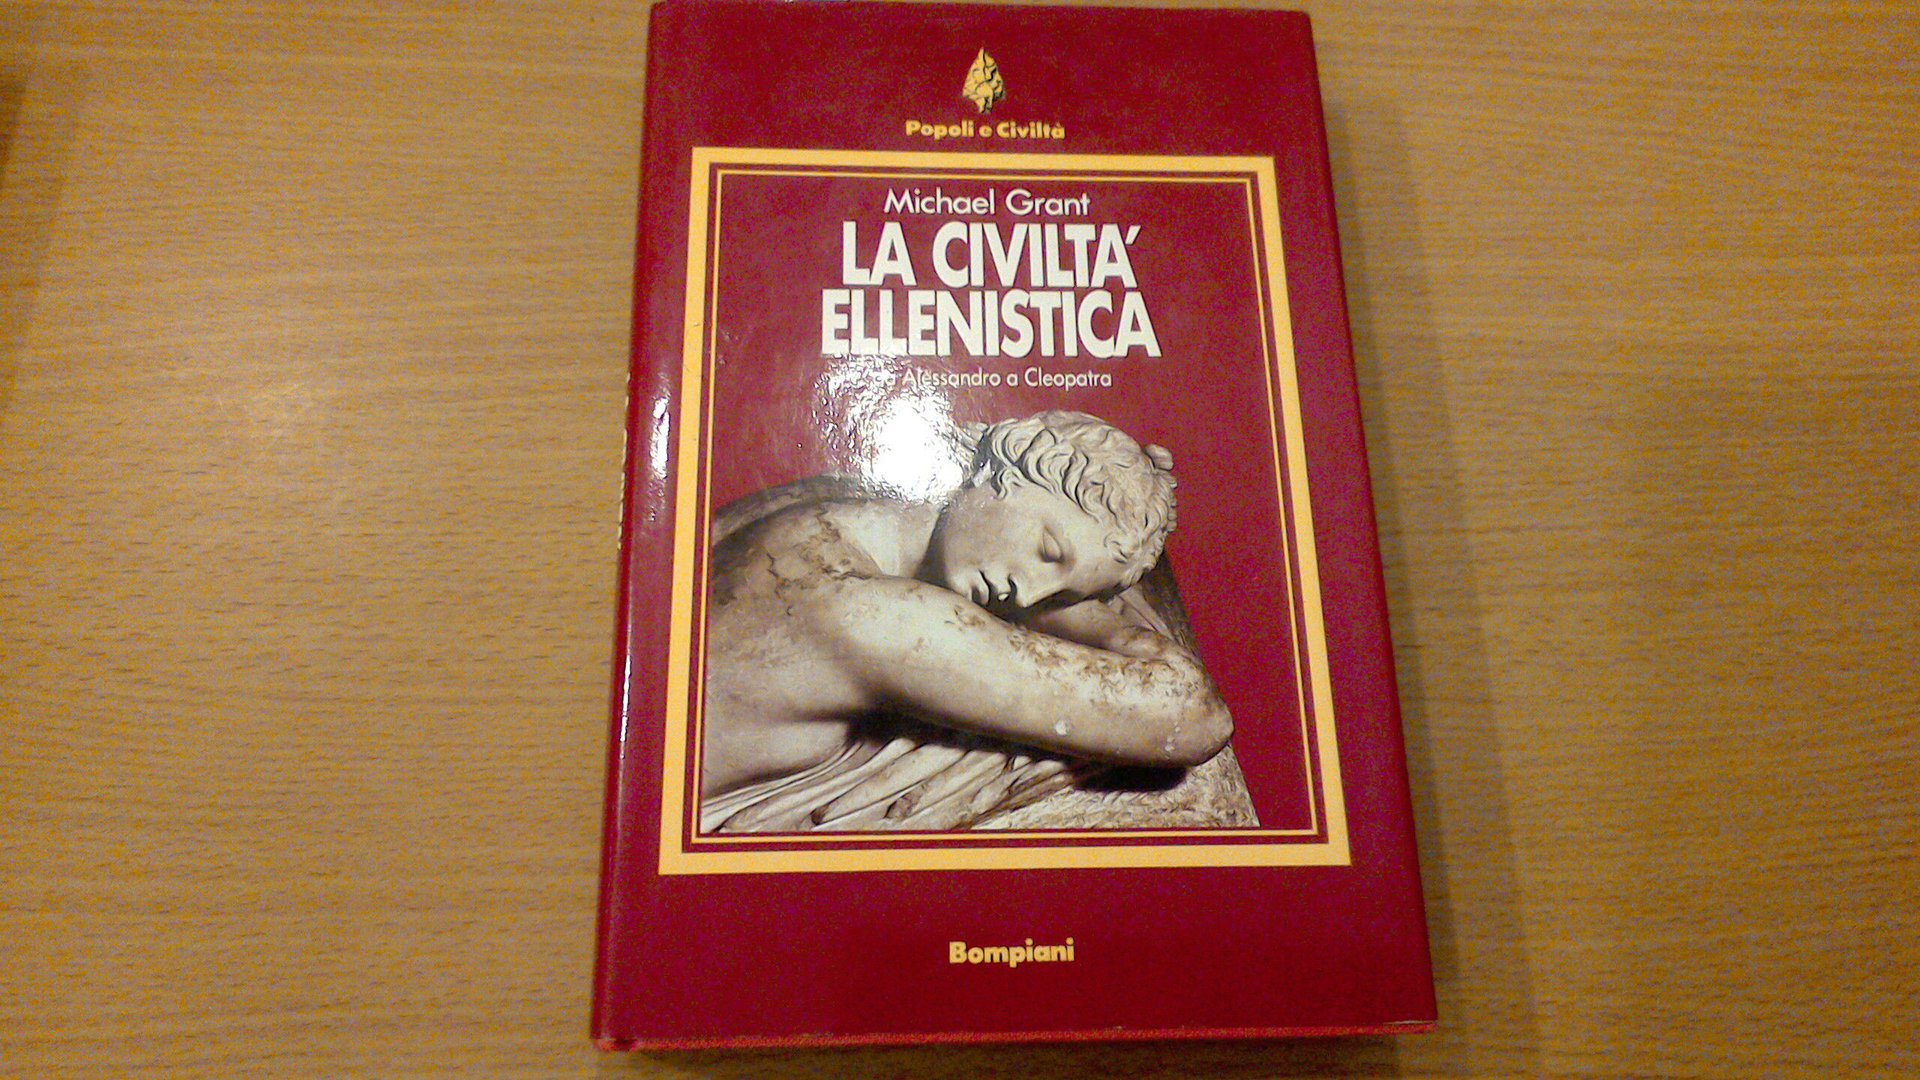 Popoli e Civiltà
Michael Grant
LA CIVILTA'
ELLENISTICA
Alessandro a Cleopatra
Bompiani